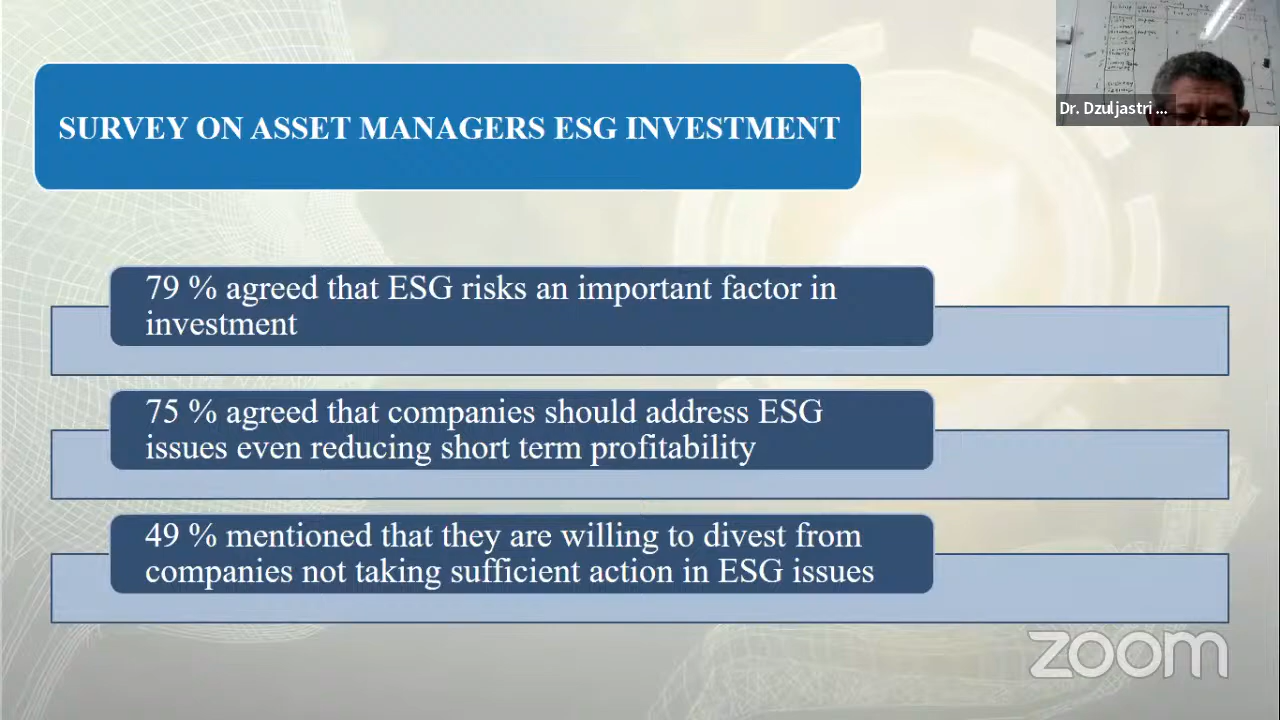 SURVEY ON ASSET MANAGERS ESG INVESTMENT
Dr. Dzuljastri ...
79 % agreed that ESG risks an important factor in
investment
75 % agreed that companies should address ESG
issues even reducing short term profitability
49 % mentioned that they are willing to divest from
companies not taking sufficient action in ESG issues
zoom